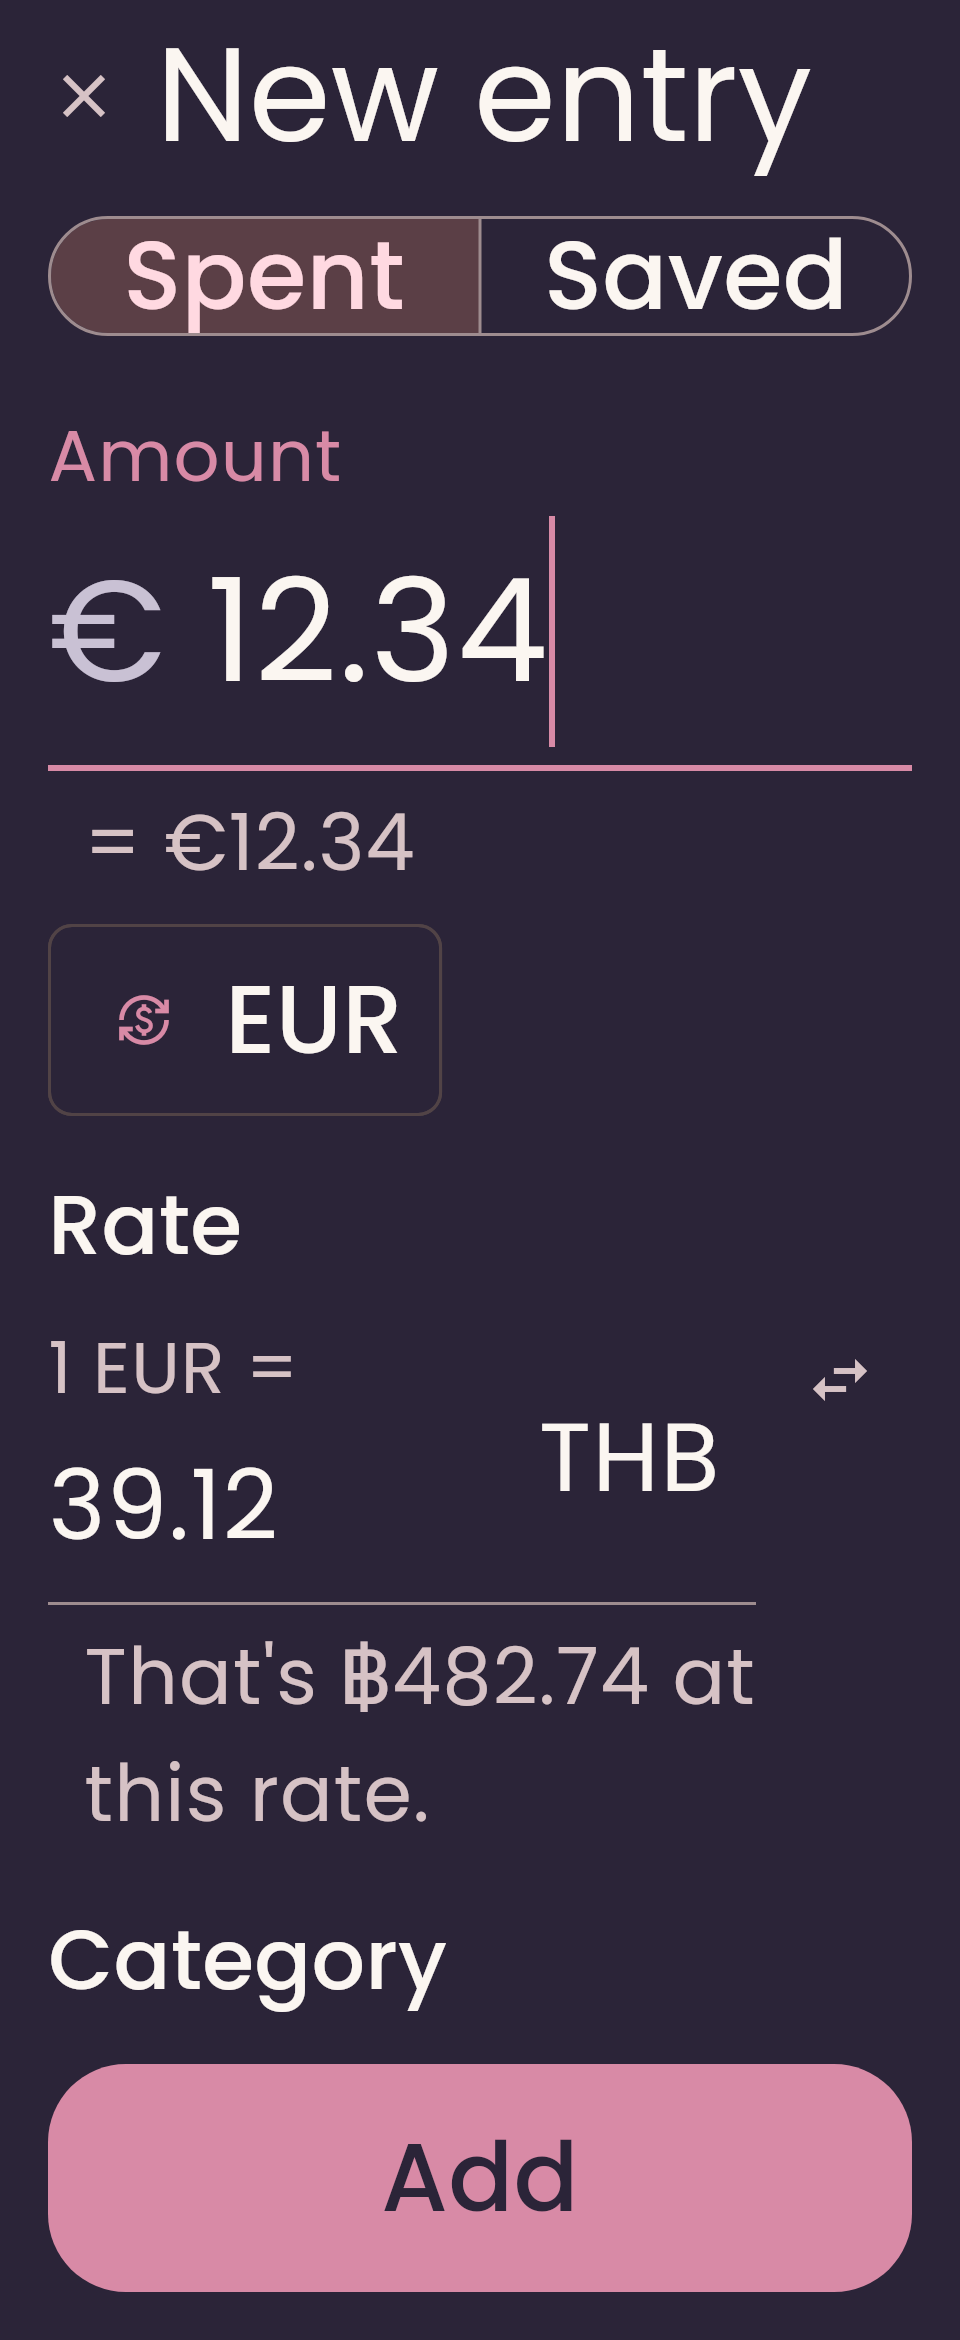 New entry
Spent
Saved
Amount
€ 12.34
= €12.34
EUR
Rate
1 EUR =
39.12
THB
That's ฿482.74 at
this rate.
Category
Add